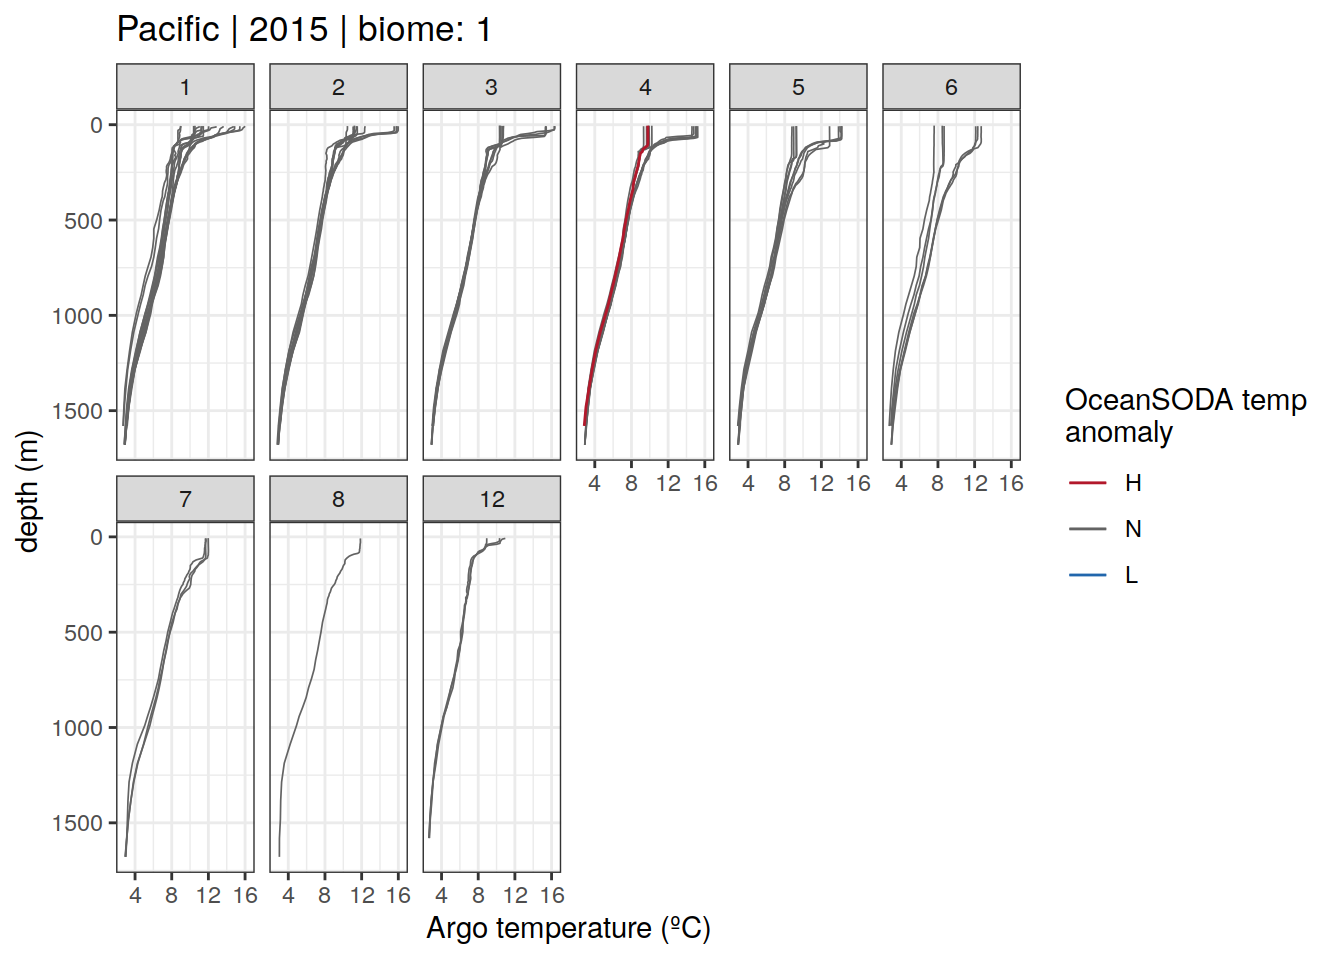 Pacific | 2015 | biome: 1
1 2 3 4 5 6
0
500
1000
1500
4 8 12 16 4 8 12 16 4 8 12 16
7 8 12
0
500
1000
1500
4 8 12 16 4 8 12 16 4 8 12 16
Argo temperature (ºC)
depth (m)
OceanSODA temp
anomaly
H
N
L